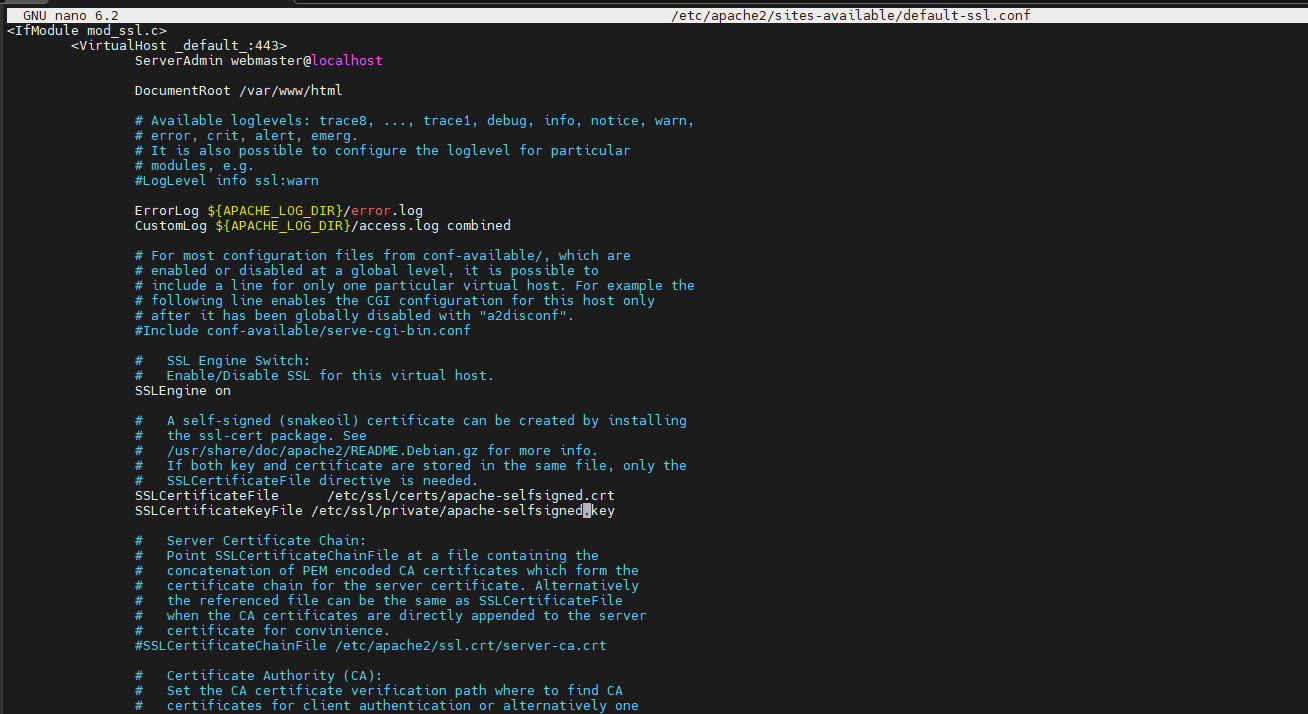 GNU nano 6.2 /etc/apache2/sites-available/default-ssl.conf
<IfModule mod_ssl.c>
<VirtualHost _default_:443>
ServerAdmin webmaster@localhost
DocumentRoot /var/www/html
# Available loglevels: trace8, ..., trace1, debug, info, notice, warn,
# error, crit, alert, emerg.
# It is also possible to configure the loglevel for particular
# modules, e.g.
#LogLevel info ssl:warn
ErrorLog ${APACHE_LOG_DIR}/error.log
CustomLog ${APACHE_LOG_DIR}/access.log combined
# For most configuration files from conf-available/, which are
# enabled or disabled at a global level, it is possible to
# include a line for only one particular virtual host. For example the
# following line enables the CGI configuration for this host only
# after it has been globally disabled with "a2disconf".
#Include conf-available/serve-cgi-bin.conf
#   SSL Engine Switch:
#   Enable/Disable SSL for this virtual host.
SSLEngine on
#   A self-signed (snakeoil) certificate can be created by installing
#   the ssl-cert package. See
#   /usr/share/doc/apache2/README.Debian.gz for more info.
#   If both key and certificate are stored in the same file, only the
#   SSLCertificateFile directive is needed.
SSLCertificateFile      /etc/ssl/certs/apache-selfsigned.crt
SSLCertificateKeyFile /etc/ssl/private/apache-selfsigned.key
#   Server Certificate Chain:
#   Point SSLCertificateChainFile at a file containing the
#   concatenation of PEM encoded CA certificates which form the
#   certificate chain for the server certificate. Alternatively
#   the referenced file can be the same as SSLCertificateFile
#   when the CA certificates are directly appended to the server
#   certificate for convinience.
#SSLCertificateChainFile /etc/apache2/ssl.crt/server-ca.crt
#   Certificate Authority (CA):
#   Set the CA certificate verification path where to find CA
#   certificates for client authentication or alternatively one